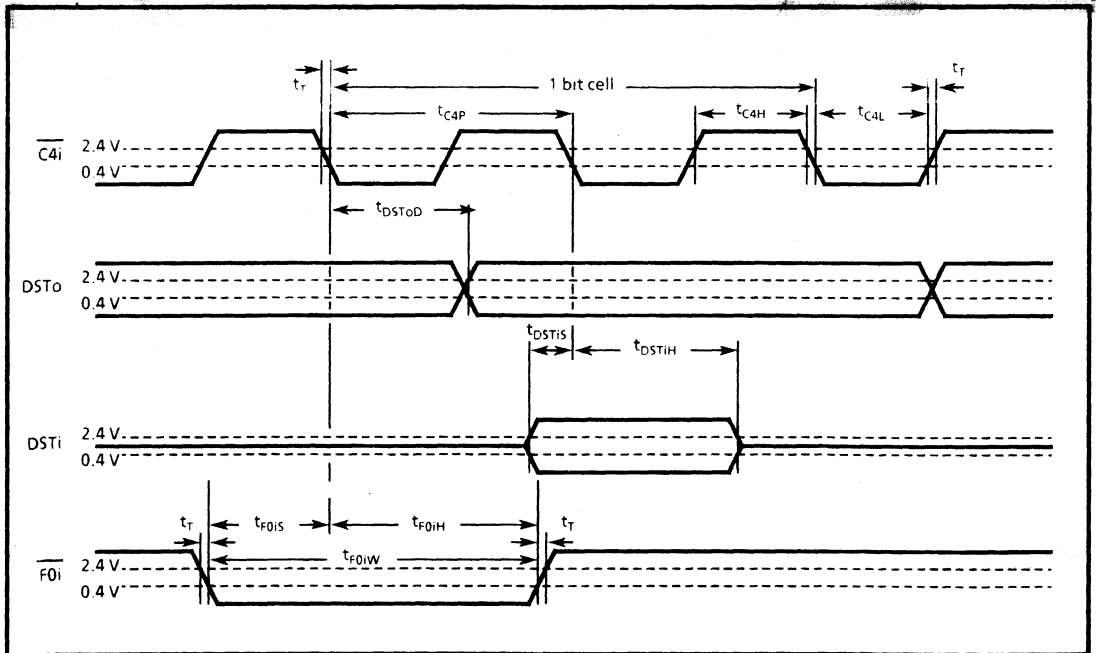 t_T 1 bit cell t_T
t_C4P t_C4H t_C4L
C4i
2.4 V
0.4 V
t_DSToD
DSTo
2.4 V
0.4 V
t_DSTiS
t_DSTiH
DSTi
2.4 V
0.4 V
t_T t_F0iS t_F0iH t_T
t_F0iW
F0i
2.4 V
0.4 V